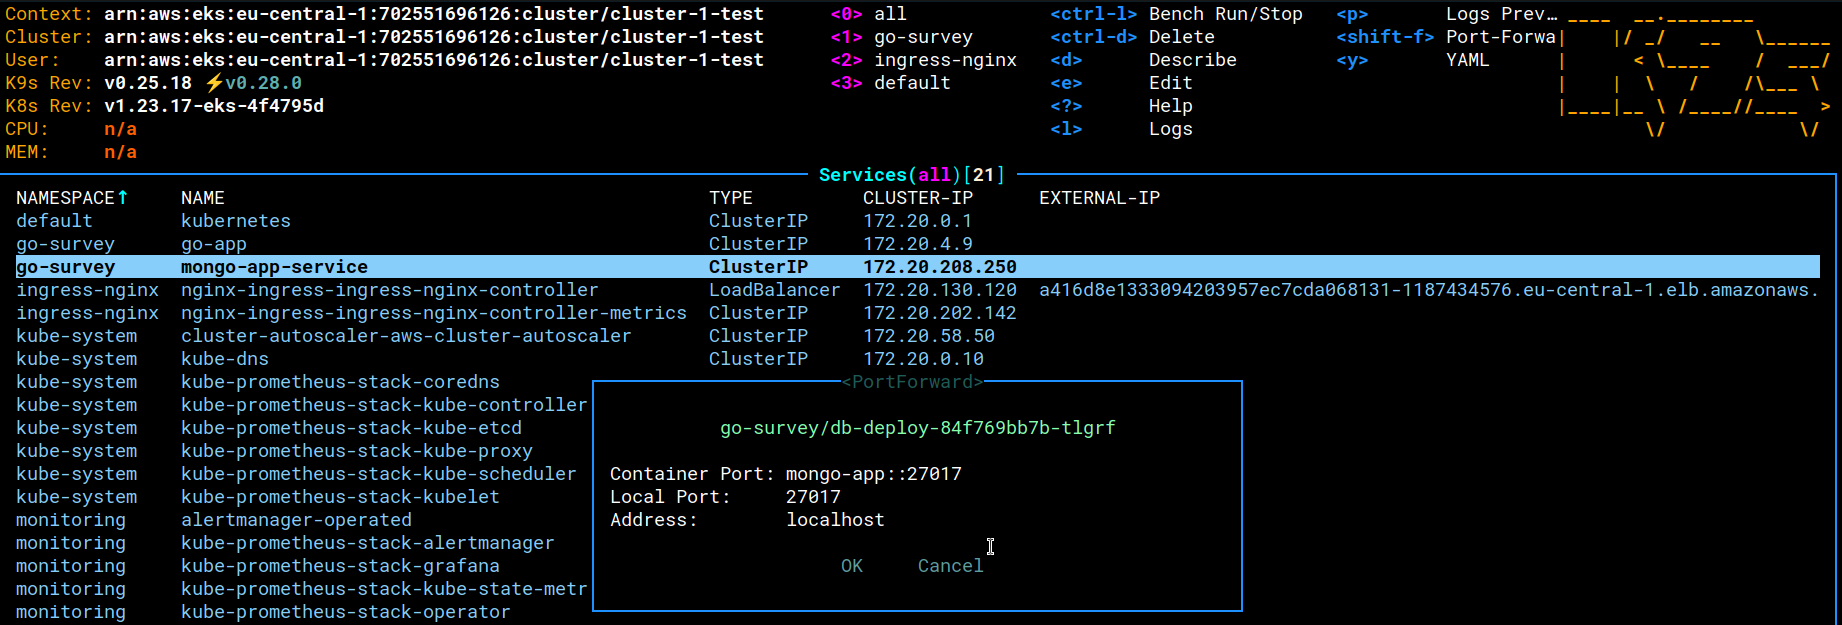 Context: arn:aws:eks:eu-central-1:702551696126:cluster/cluster-1-test <0> all <ctrl-l> Bench Run/Stop <p> Logs Prev…
Cluster: arn:aws:eks:eu-central-1:702551696126:cluster/cluster-1-test <1> go-survey <ctrl-d> Delete <shift-f> Port-Forwa
User: arn:aws:eks:eu-central-1:702551696126:cluster/cluster-1-test <2> ingress-nginx <d> Describe <y> YAML
K9s Rev: v0.25.18 ⚡v0.28.0 <3> default <e> Edit
K8s Rev: v1.23.17-eks-4f4795d <?> Help
CPU: n/a <l> Logs
MEM: n/a
Services(all)[21]
NAMESPACE↑ NAME TYPE CLUSTER-IP EXTERNAL-IP
default kubernetes ClusterIP 172.20.0.1
go-survey go-app ClusterIP 172.20.4.9
go-survey mongo-app-service ClusterIP 172.20.208.250
ingress-nginx nginx-ingress-ingress-nginx-controller LoadBalancer 172.20.130.120 a416d8e1333094203957ec7cda068131-1187434576.eu-central-1.elb.amazonaws.
ingress-nginx nginx-ingress-ingress-nginx-controller-metrics ClusterIP 172.20.202.142
kube-system cluster-autoscaler-aws-cluster-autoscaler ClusterIP 172.20.58.50
kube-system kube-dns ClusterIP 172.20.0.10
kube-system kube-prometheus-stack-coredns
kube-system kube-prometheus-stack-kube-controller
kube-system kube-prometheus-stack-kube-etcd
kube-system kube-prometheus-stack-kube-proxy
kube-system kube-prometheus-stack-kube-scheduler
kube-system kube-prometheus-stack-kubelet
monitoring alertmanager-operated
monitoring kube-prometheus-stack-alertmanager
monitoring kube-prometheus-stack-grafana
monitoring kube-prometheus-stack-kube-state-metr
monitoring kube-prometheus-stack-operator
<PortForward>
go-survey/db-deploy-84f769bb7b-tlgrf
Container Port: mongo-app::27017
Local Port: 27017
Address: localhost
OK Cancel